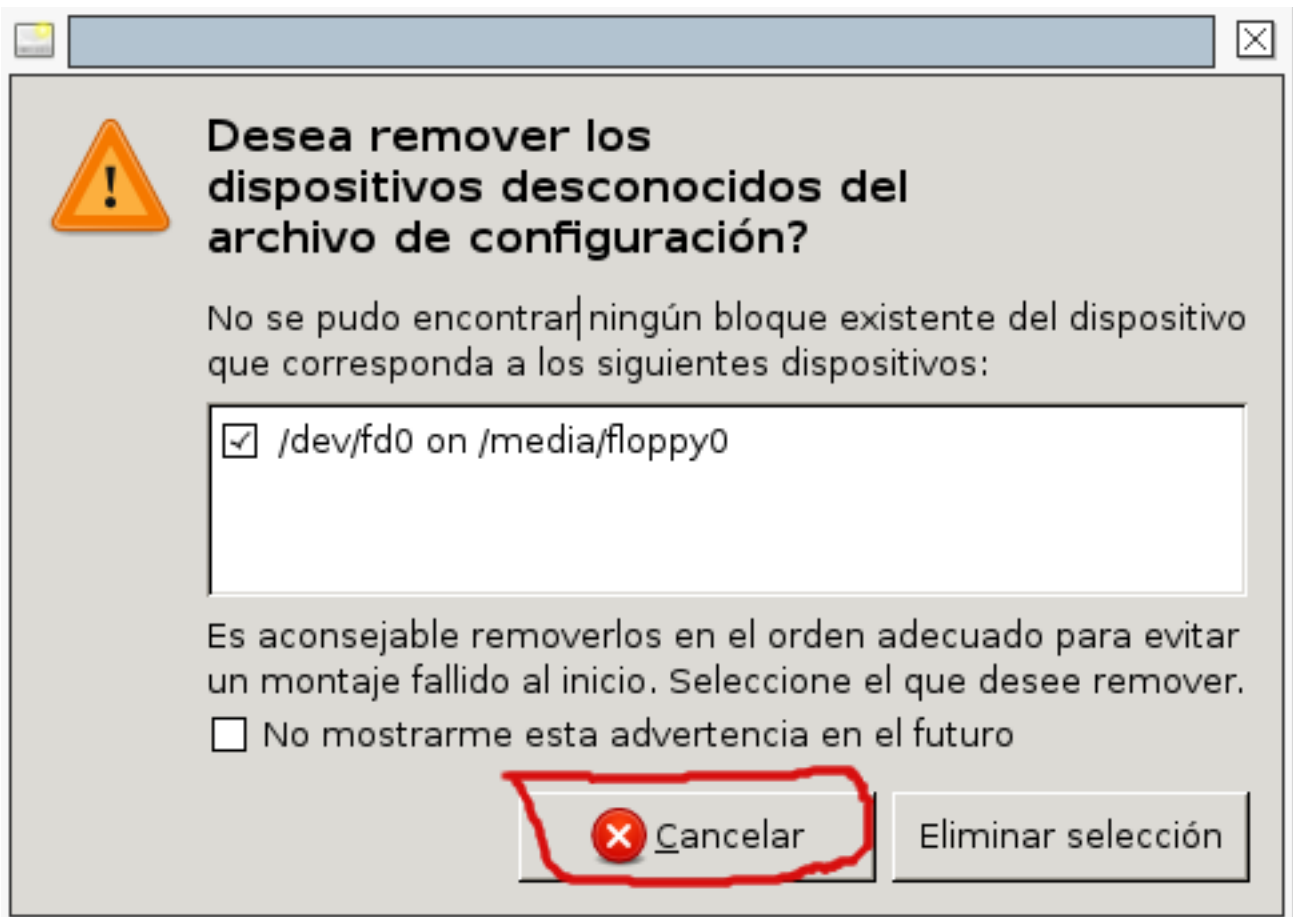 Desea remover los
dispositivos desconocidos del
archivo de configuración?
No se pudo encontrar ningún bloque existente del dispositivo
que corresponda a los siguientes dispositivos:
/dev/fd0 on /media/floppy0
Es aconsejable removerlos en el orden adecuado para evitar
un montaje fallido al inicio. Seleccione el que desee remover.
No mostrarme esta advertencia en el futuro
Cancelar Eliminar selección